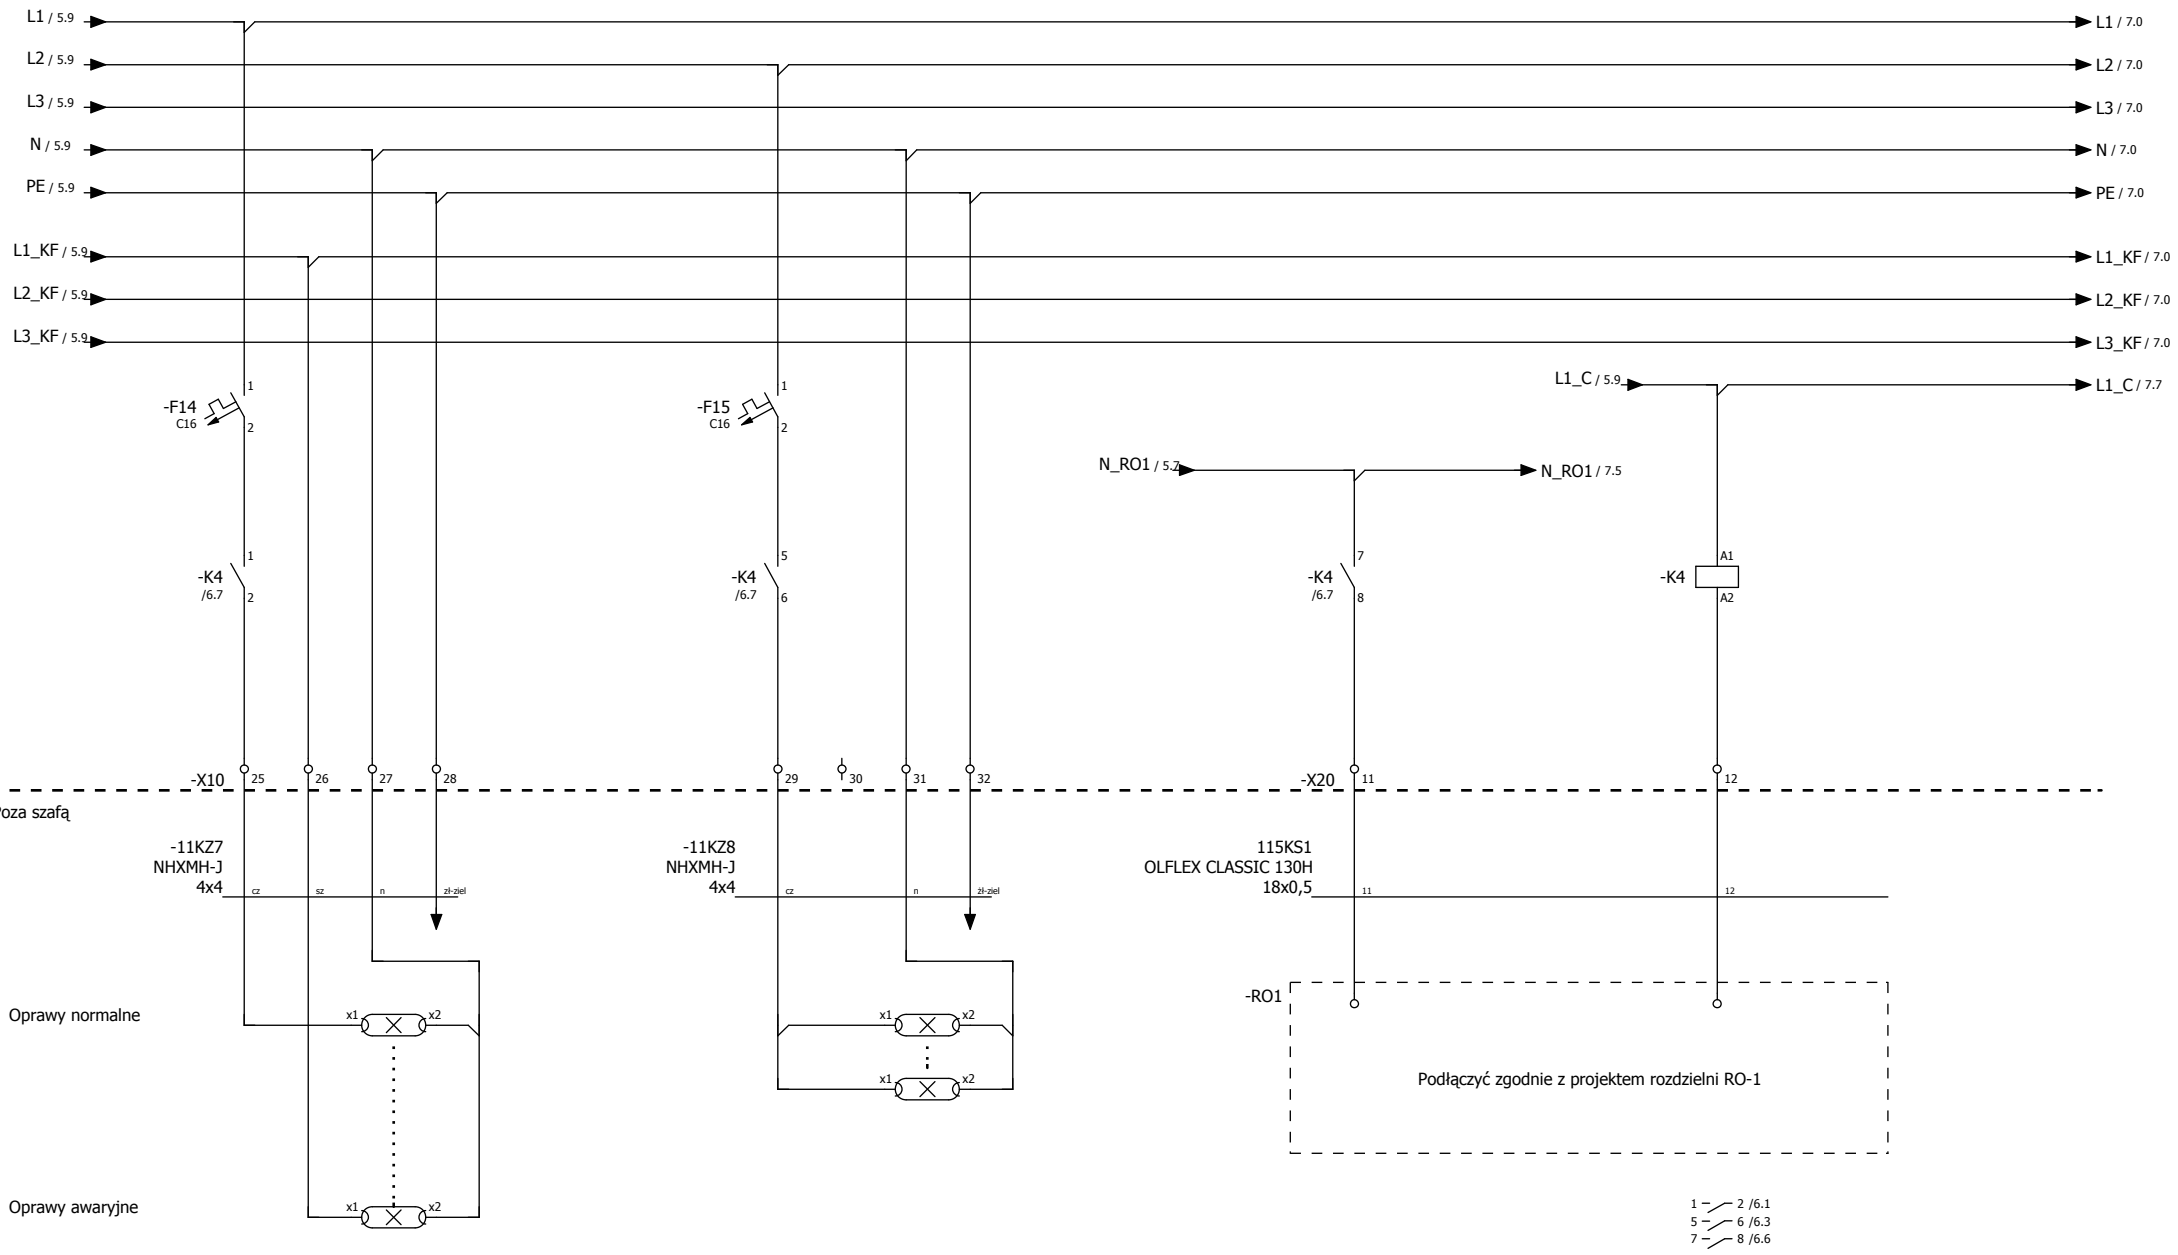 L1 / 5.9
L1 / 7.0
L2 / 5.9
L2 / 7.0
L3 / 5.9
L3 / 7.0
N / 5.9
N / 7.0
PE / 5.9
PE / 7.0
L1_KF / 5.9
L1_KF / 7.0
L2_KF / 5.9
L2_KF / 7.0
L3_KF / 5.9
L3_KF / 7.0
L1_C / 5.9
L1_C / 7.7
1
-F14
C16
2
1
-F15
C16
2
N_RO1 / 5.7
N_RO1 / 7.5
1
-K4
/6.7
2
5
-K4
/6.7
6
7
-K4
/6.7
8
A1
-K4
A2
-X10
25
26
27
28
29
30
31
32
-X20
11
12
Poza szafą
-11KZ7
NHXMH-J
4x4
cz
sz
n
zł-ziel
-11KZ8
NHXMH-J
4x4
cz
n
żł-ziel
115KS1
OLFLEX CLASSIC 130H
18x0,5
11
12
-RO1
Oprawy normalne
x1
x2
x1
x2
x1
x2
Podłączyć zgodnie z projektem rozdzielni RO-1
Oprawy awaryjne
x1
x2
1 2 /6.1
5 6 /6.3
7 8 /6.6